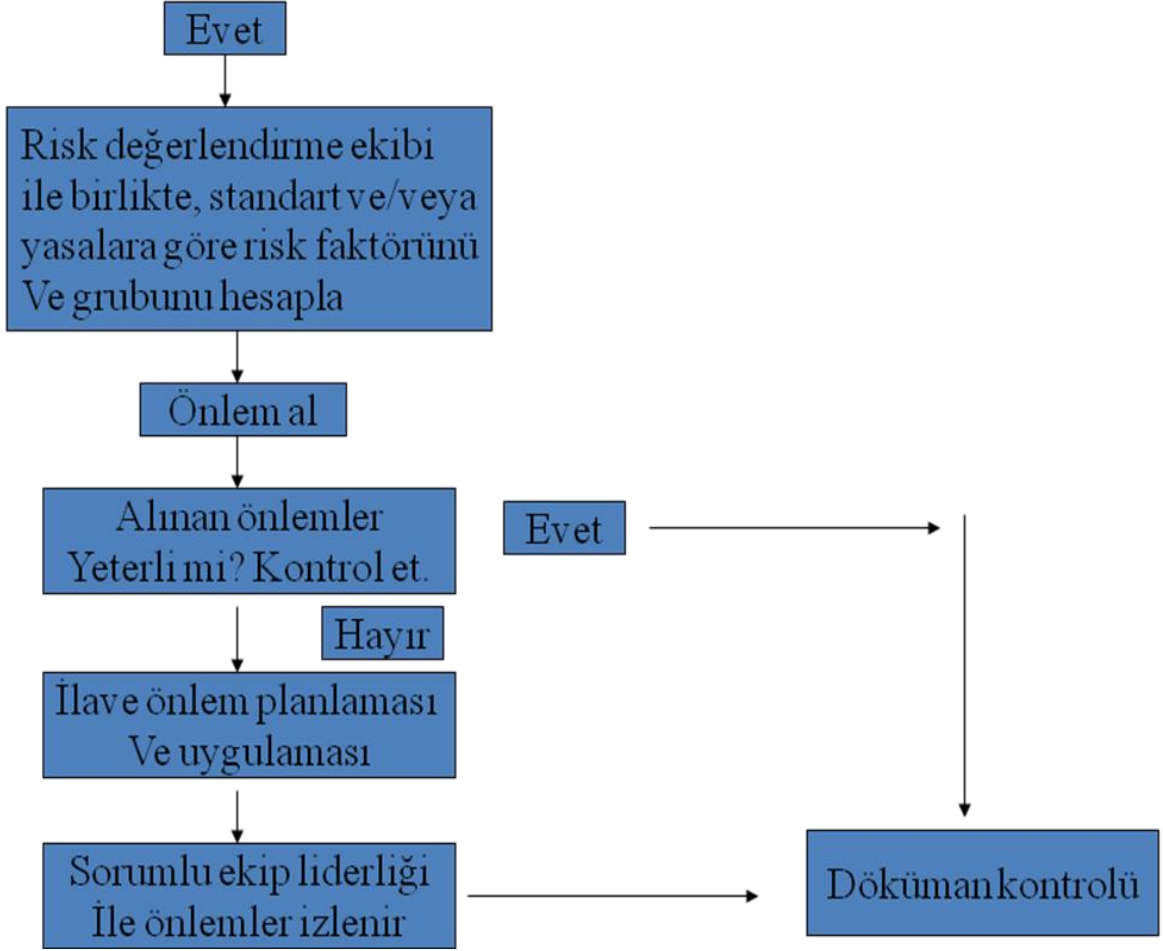 Evet
Risk değerlendirme ekibi
ile birlikte, standart ve/veya
yasalara göre risk faktörünü
Ve grubunu hesapla
Önlem al
Alınan önlemler
Yeterli mi? Kontrol et.
Evet
Hayır
İlave önlem planlaması
Ve uygulaması
Sorumlu ekip liderliği
İle önlemler izlenir
Döküman kontrolü